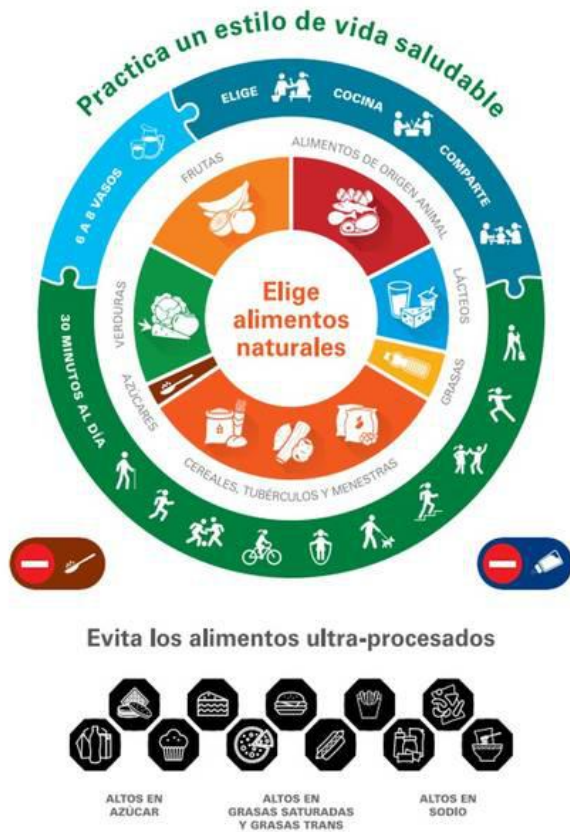 Practica un estilo de vida saludable
6 A 8 VASOS
ELIGE
COCINA
COMPARTE
FRUTAS
ALIMENTOS DE ORIGEN ANIMAL
VERDURAS
LÁCTEOS
Elige
alimentos
naturales
AZÚCARES
GRASAS
CEREALES, TUBÉRCULOS Y MENESTRAS
30 MINUTOS AL DÍA
Evita los alimentos ultra-procesados
ALTOS EN
AZÚCAR
ALTOS EN
GRASAS SATURADAS
Y GRASAS TRANS
ALTOS EN
SODIO